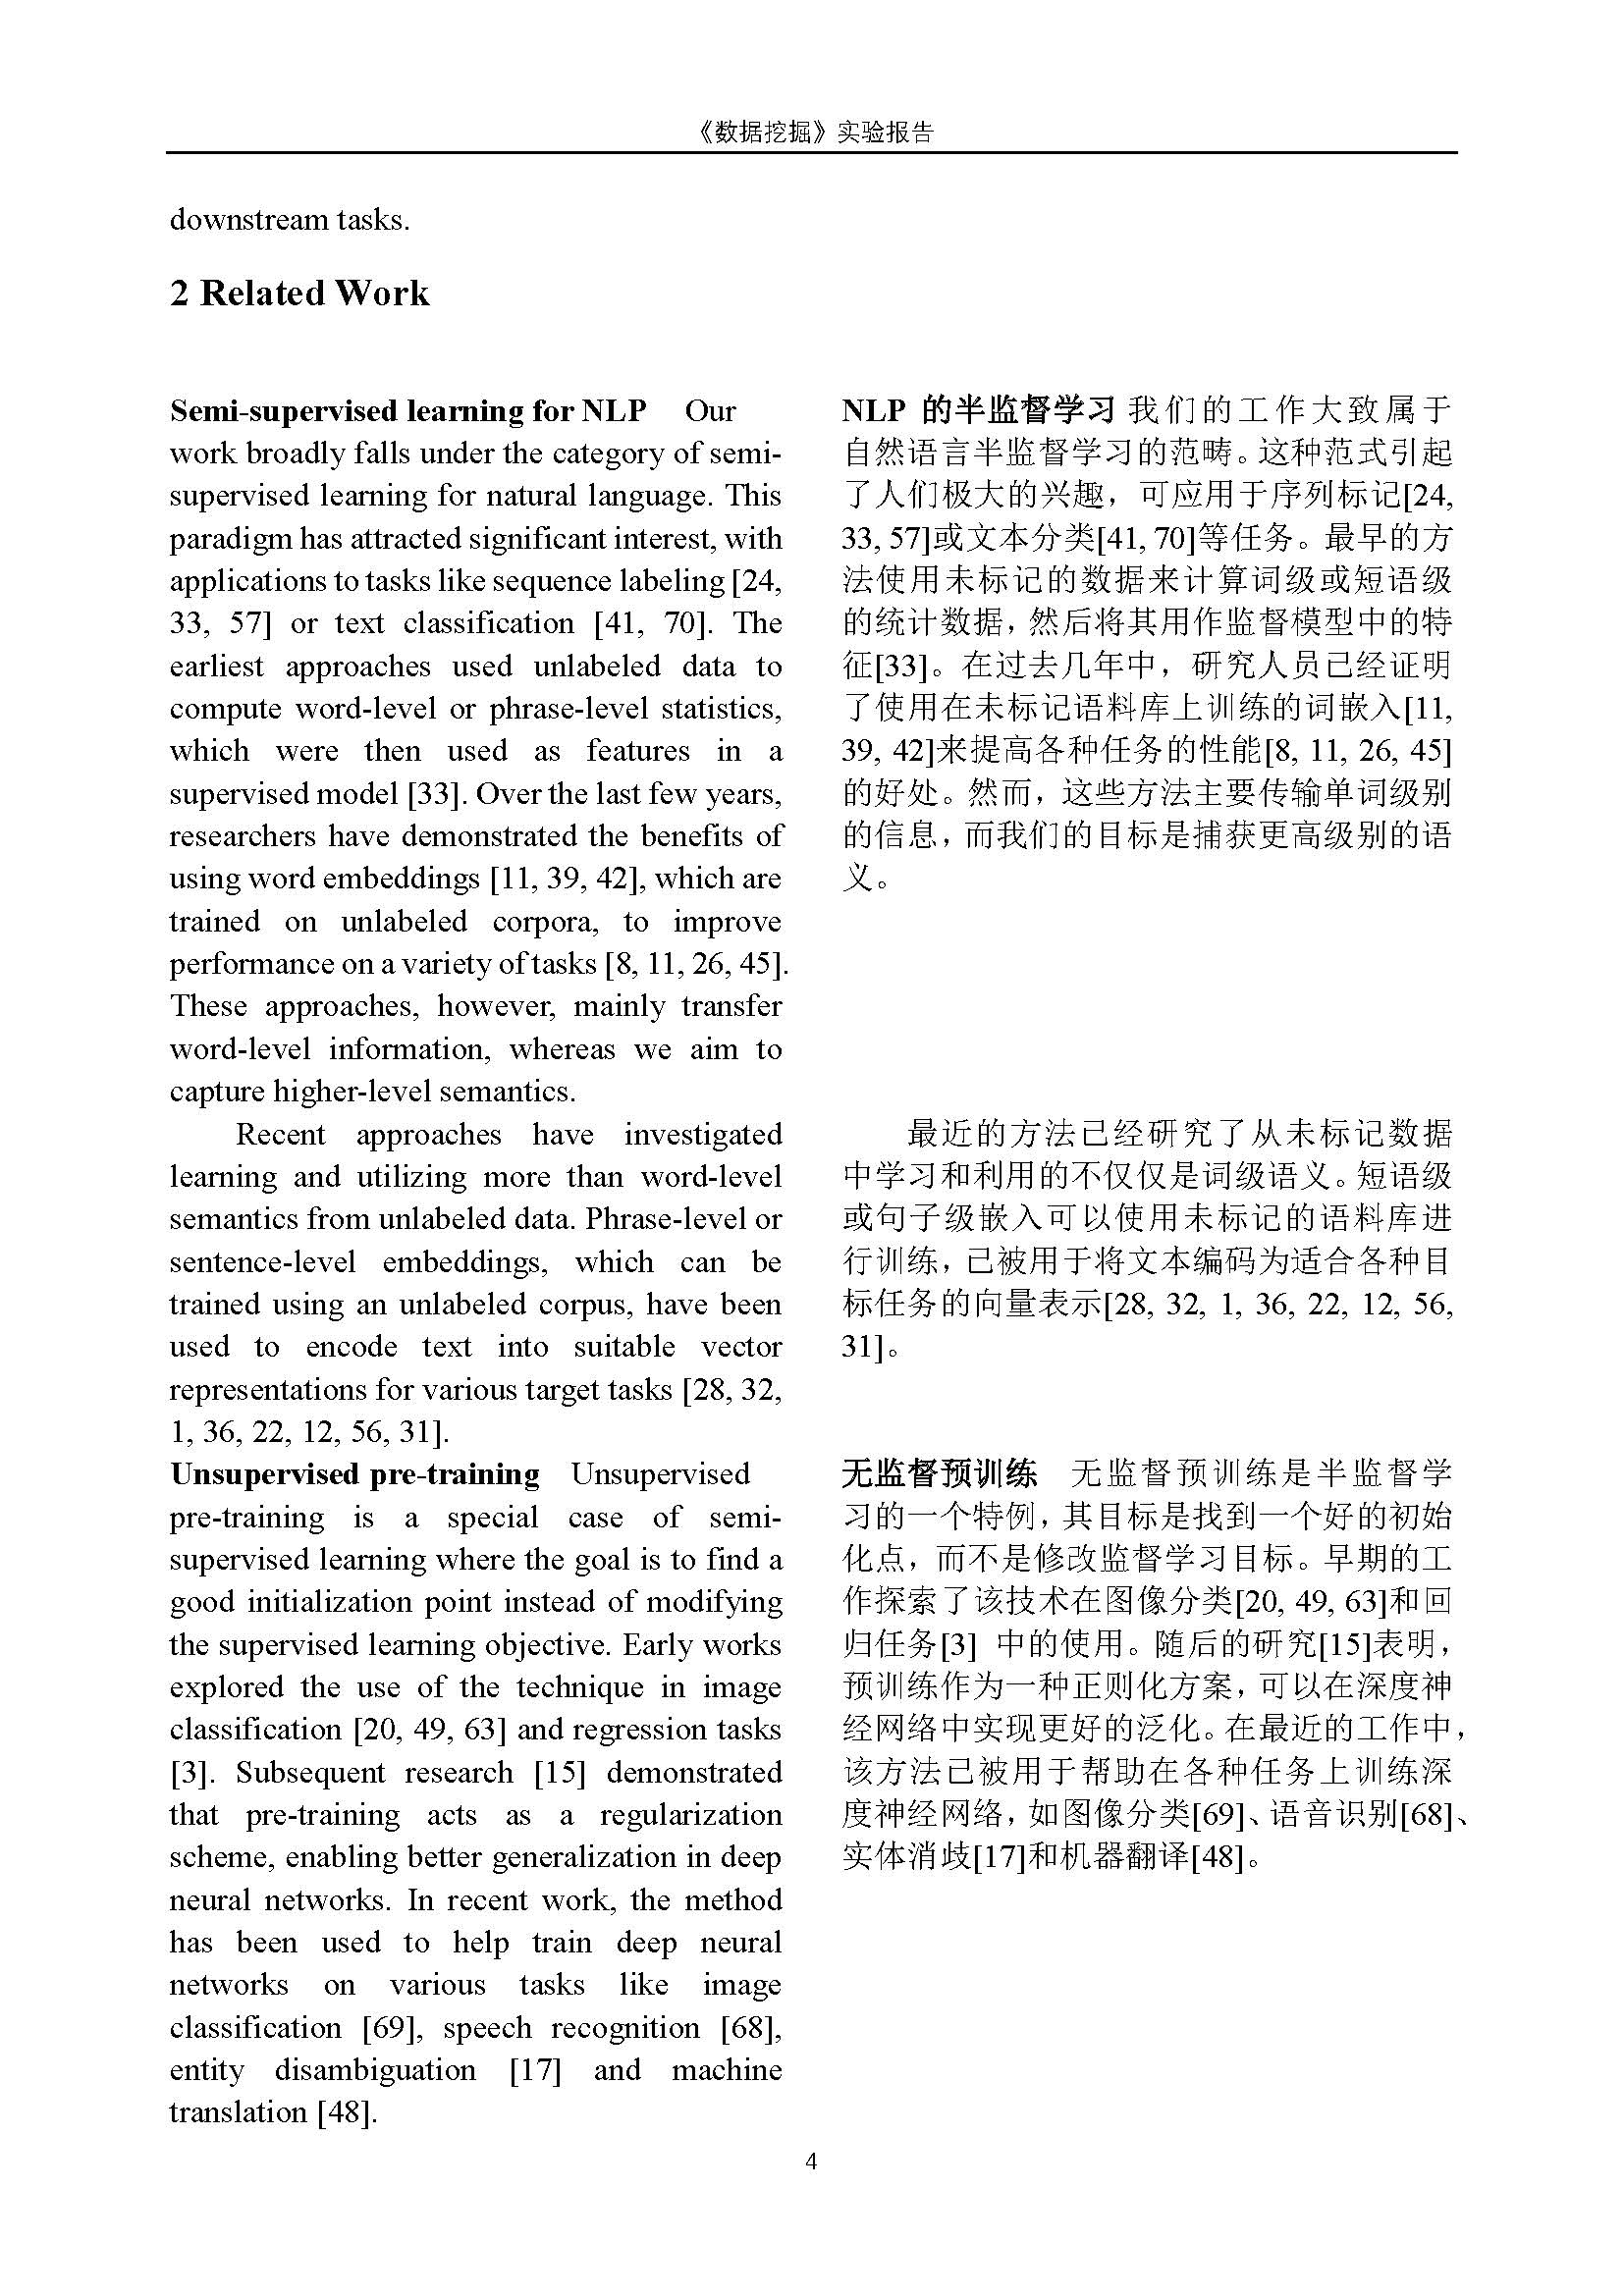 《数据挖掘》实验报告
downstream tasks.
2 Related Work
Semi-supervised learning for NLP Our
work broadly falls under the category of semi-
supervised learning for natural language. This
paradigm has attracted significant interest, with
applications to tasks like sequence labeling [24,
33, 57] or text classification [41, 70]. The
earliest approaches used unlabeled data to
compute word-level or phrase-level statistics,
which were then used as features in a
supervised model [33]. Over the last few years,
researchers have demonstrated the benefits of
using word embeddings [11, 39, 42], which are
trained on unlabeled corpora, to improve
performance on a variety of tasks [8, 11, 26, 45].
These approaches, however, mainly transfer
word-level information, whereas we aim to
capture higher-level semantics.
Recent approaches have investigated
learning and utilizing more than word-level
semantics from unlabeled data. Phrase-level or
sentence-level embeddings, which can be
trained using an unlabeled corpus, have been
used to encode text into suitable vector
representations for various target tasks [28, 32,
1, 36, 22, 12, 56, 31].
Unsupervised pre-training Unsupervised
pre-training is a special case of semi-
supervised learning where the goal is to find a
good initialization point instead of modifying
the supervised learning objective. Early works
explored the use of the technique in image
classification [20, 49, 63] and regression tasks
[3]. Subsequent research [15] demonstrated
that pre-training acts as a regularization
scheme, enabling better generalization in deep
neural networks. In recent work, the method
has been used to help train deep neural
networks on various tasks like image
classification [69], speech recognition [68],
entity disambiguation [17] and machine
translation [48].
NLP 的半监督学习 我们的工作大致属于
自然语言半监督学习的范畴。这种范式引起
了人们极大的兴趣，可应用于序列标记[24,
33, 57]或文本分类[41, 70]等任务。最早的方
法使用未标记的数据来计算词级或短语级
的统计数据，然后将其用作监督模型中的特
征[33]。在过去几年中，研究人员已经证明
了使用在未标记语料库上训练的词嵌入[11,
39, 42]来提高各种任务的性能[8, 11, 26, 45]
的好处。然而，这些方法主要传输单词级别
的信息，而我们的目标是捕获更高级别的语
义。
最近的方法已经研究了从未标记数据
中学习和利用的不仅仅是词级语义。短语级
或句子级嵌入可以使用未标记的语料库进
行训练，已被用于将文本编码为适合各种目
标任务的向量表示[28, 32, 1, 36, 22, 12, 56,
31]。
无监督预训练 无监督预训练是半监督学
习的一个特例，其目标是找到一个好的初始
化点，而不是修改监督学习目标。早期的工
作探索了该技术在图像分类[20, 49, 63]和回
归任务[3] 中的使用。随后的研究[15]表明，
预训练作为一种正则化方案，可以在深度神
经网络中实现更好的泛化。在最近的工作中，
该方法已被用于帮助在各种任务上训练深
度神经网络，如图像分类[69]、语音识别[68]、
实体消歧[17]和机器翻译[48]。
4